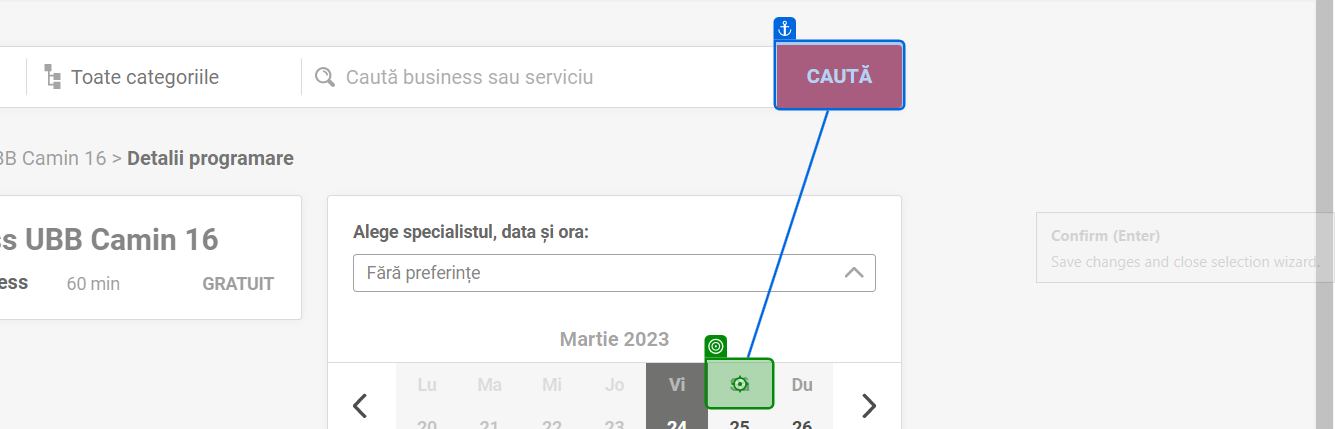 Toate categoriile
Caută business sau serviciu
CAUTĂ
BB Camin 16 > Detalii programare
ss UBB Camin 16
ess 60 min GRATUIT
Alege specialistul, data și ora:
Fără preferințe
Confirm (Enter)
Save changes and close selection wizard.
Martie 2023
Lu Ma Mi Jo Vi Du
20 21 22 23 24 25 26